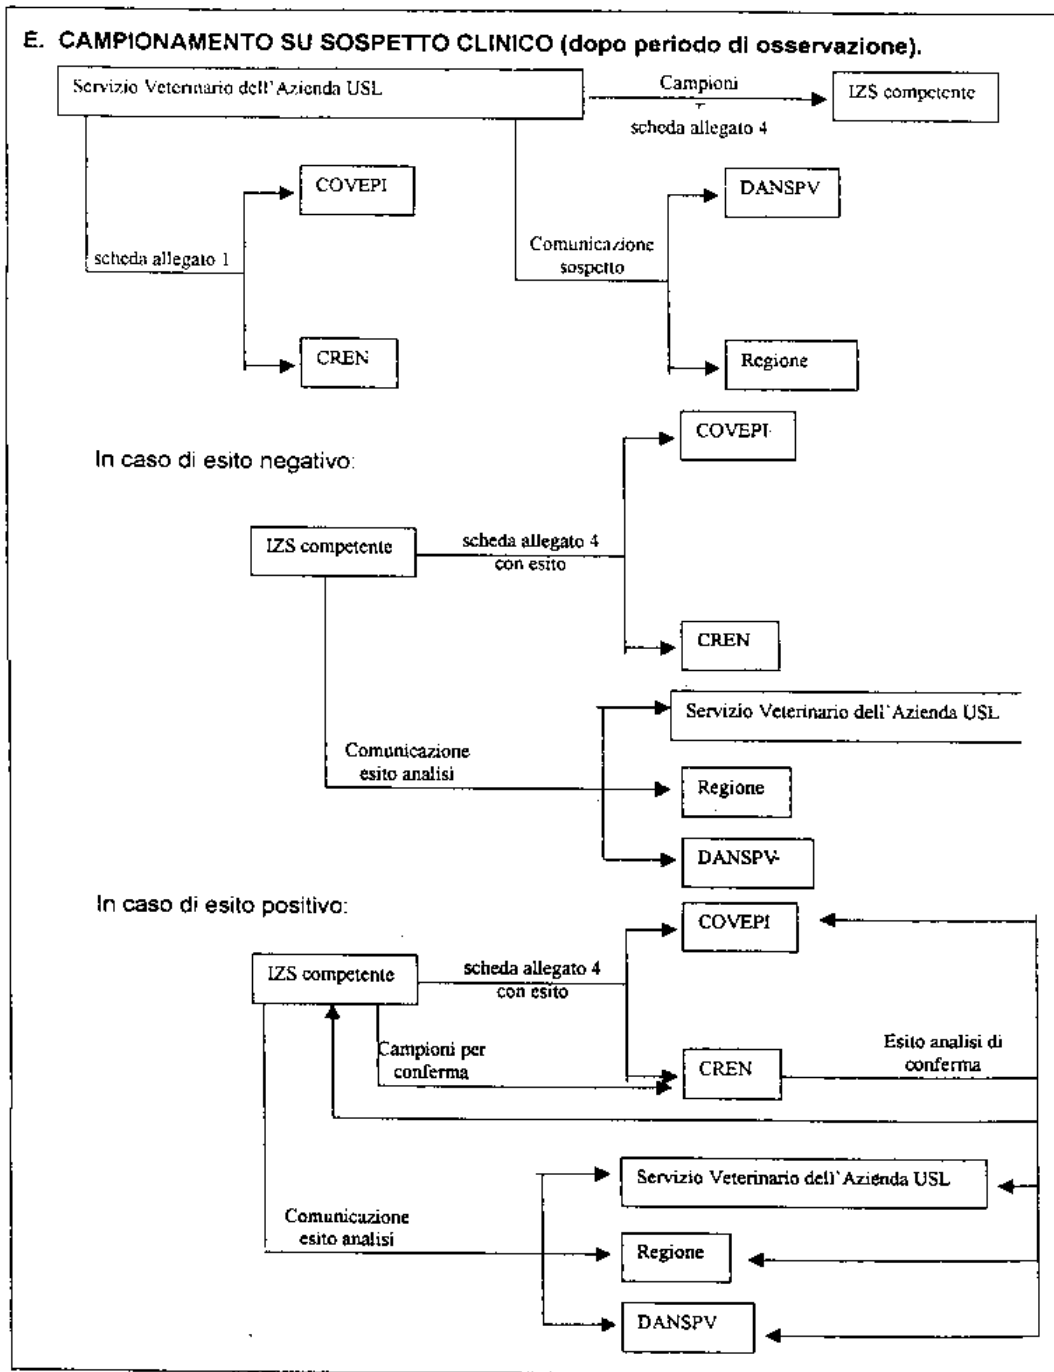 E. CAMPIONAMENTO SU SOSPETTO CLINICO (dopo periodo di osservazione).
Servizio Veterinario dell'Azienda USL
Campioni
+
scheda allegato 4
IZS competente
COVEPI
DANSPV
scheda allegato 1
Comunicazione
sospetto
CREN
Regione
In caso di esito negativo:
COVEPI
IZS competente
scheda allegato 4
con esito
CREN
Servizio Veterinario dell'Azienda USL
Comunicazione
esito analisi
Regione
DANSPV
In caso di esito positivo:
COVEPI
IZS competente
scheda allegato 4
con esito
Campioni per
conferma
CREN
Esito analisi di
conferma
Servizio Veterinario dell'Azienda USL
Comunicazione
esito analisi
Regione
DANSPV